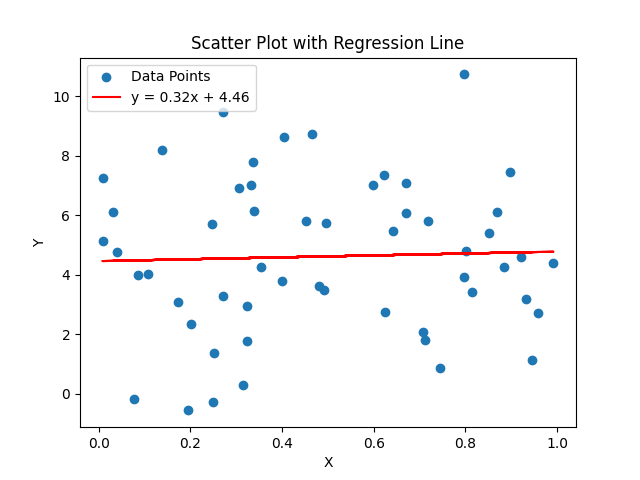 Scatter Plot with Regression Line
Data Points
y = 0.32x + 4.46
10
8
6
4
2
0
Y
0.0 0.2 0.4 0.6 0.8 1.0
X